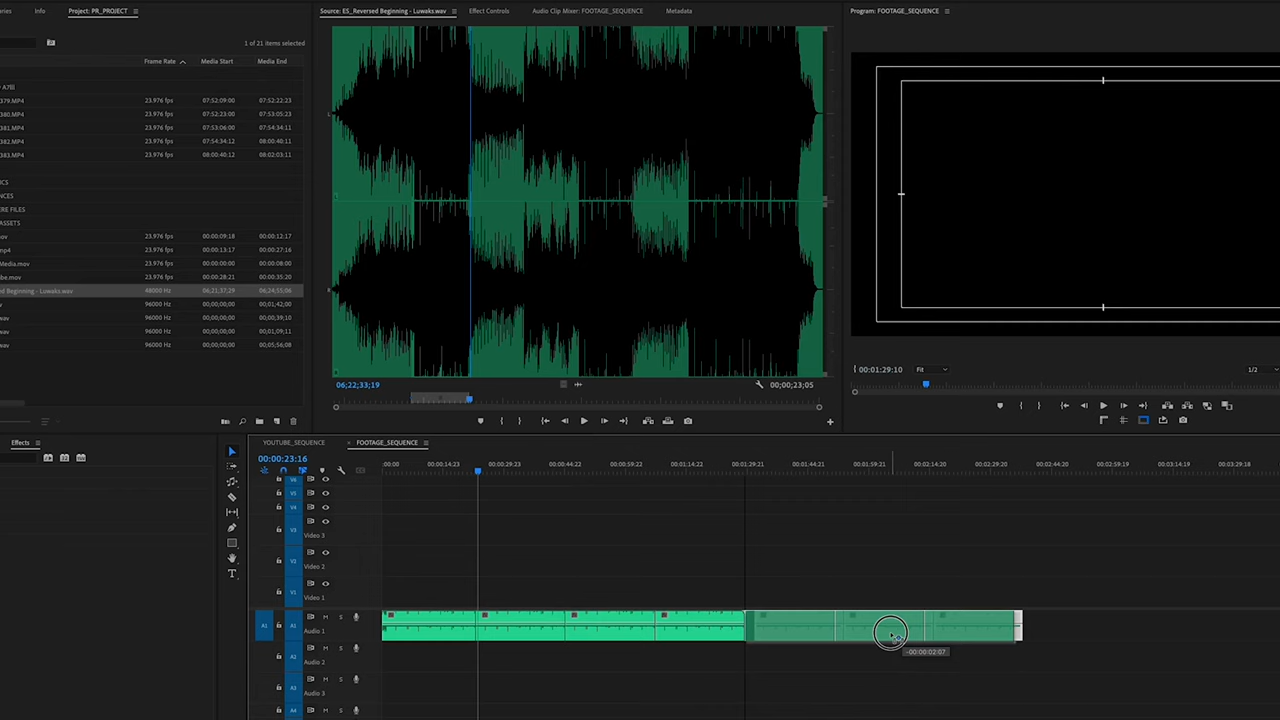 ries Info Project: PR_PROJECT
Source: ES_Reversed Beginning - Luwaks.wav Effect Controls Audio Clip Mixer: FOOTAGE_SEQUENCE Metadata
Program: FOOTAGE_SEQUENCE
1 of 21 items selected
Frame Rate Media Start Media End
379.MP4 23.976 fps 07:52:09:00 07:52:22:23
380.MP4 23.976 fps 07:52:23:00 07:53:05:23
381.MP4 23.976 fps 07:53:06:00 07:54:34:11
382.MP4 23.976 fps 07:54:34:12 08:00:40:11
383.MP4 23.976 fps 08:00:40:12 08:02:03:11
ICS
NCES
ERE FILES
ASSETS
ov 23.976 fps 00:00:09:18 00:00:12:17
mp4 23.976 fps 00:00:13:17 00:00:27:16
Media.mov 23.976 fps 00:00:00:00 00:00:08:00
be.mov 23.976 fps 00:00:28:21 00:00:35:20
ed Beginning - Luwaks.wav 48000 Hz 06;21;37;29 06;24;55;06
96000 Hz 00;00;00;00 00;01;42;00
wav 96000 Hz 00;00;00;00 00;00;39;10
wav 96000 Hz 00;00;00;00 00;01;09;11
wav 96000 Hz 00;00;00;00 00;05;56;08
L
R
06;22;33;19 00;00;23;05
00:01:29:10 Fit 1/2
Effects
YOUTUBE_SEQUENCE × FOOTAGE_SEQUENCE
00:00:23:16
:00:00 00:00:14:23 00:00:29:23 00:00:44:22 00:00:59:22 00:01:14:22 00:01:29:21 00:01:44:21 00:01:59:21 00:02:14:20 00:02:29:20 00:02:44:20 00:02:59:19 00:03:14:19 00:03:29:18
V6
V5
V4
V3
Video 3
V2
Video 2
V1
Video 1
A1 A1 M S
Audio 1
-00:00:02:07
A2 M S
Audio 2
A3 M S
Audio 3
A4 M S
T